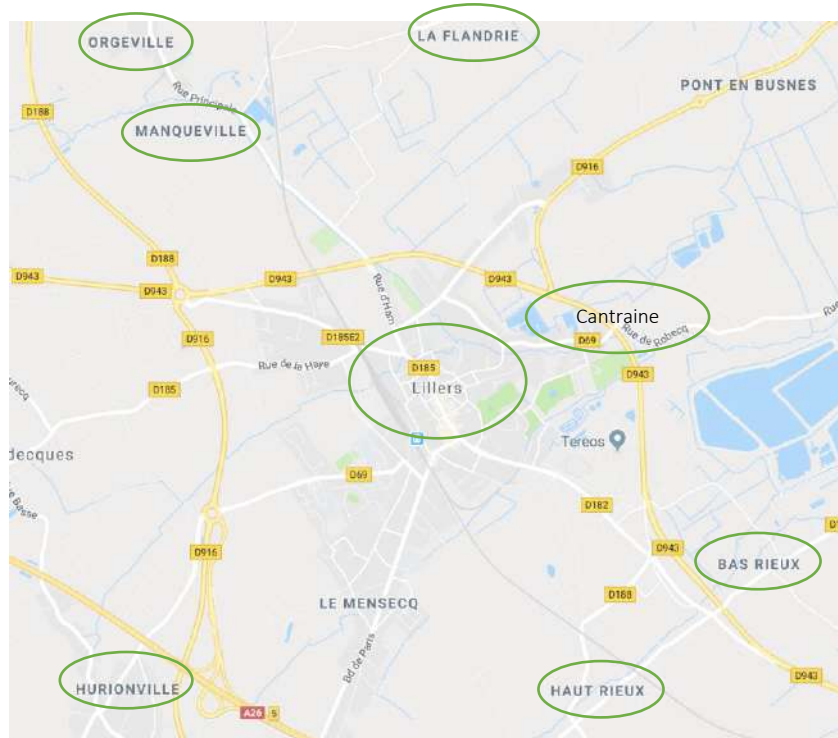 ORGEVILLE
LA FLANDRIE
PONT EN BUSNES
Rue Principale
D188
MANQUEVILLE
D916
D188
D943
D943
D943
D943
Rue d'Ham
Cantraine
D916
D185E2
D69
Rue de Robecq
Rue de la Haye
D185
D943
D185
Lillers
Tereos
decques
D69
D182
D916
D943
BAS RIEUX
D188
LE MENSECQ
Bd de Paris
HURIONVILLE
HAUT RIEUX
D943
A26
5